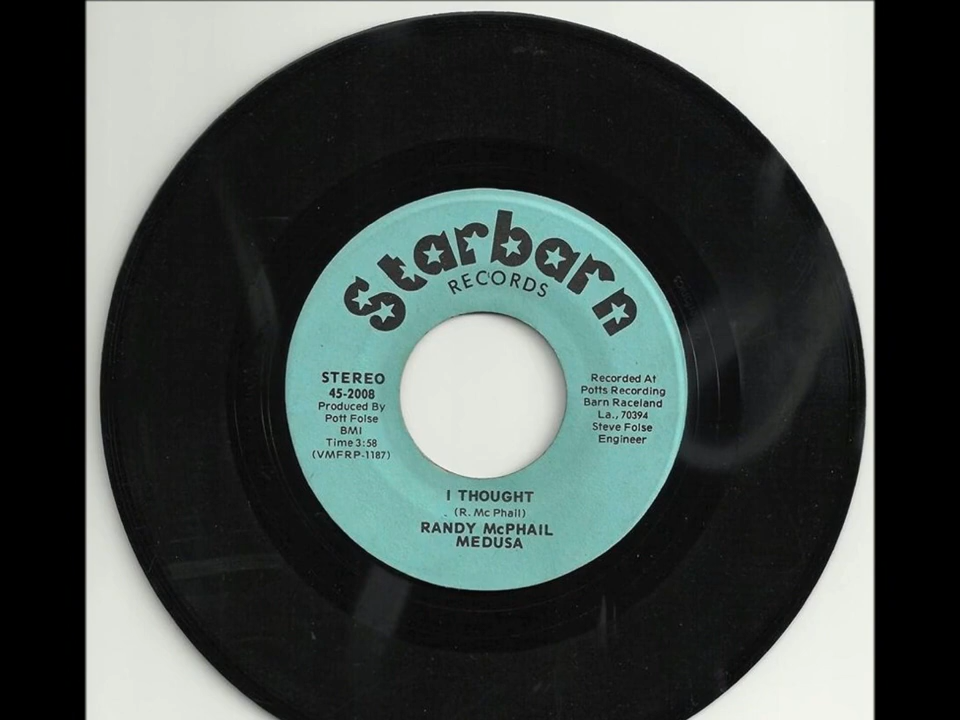 Starbarn
RECORDS
STEREO
45-2008
Produced By
Pott Folse
BMI
Time 3:58
(VMFRP-1187)
Recorded At
Potts Recording
Barn Raceland
La., 70394
Steve Folse
Engineer
I THOUGHT
(R. Mc Phail)
RANDY McPHAIL
MEDUSA